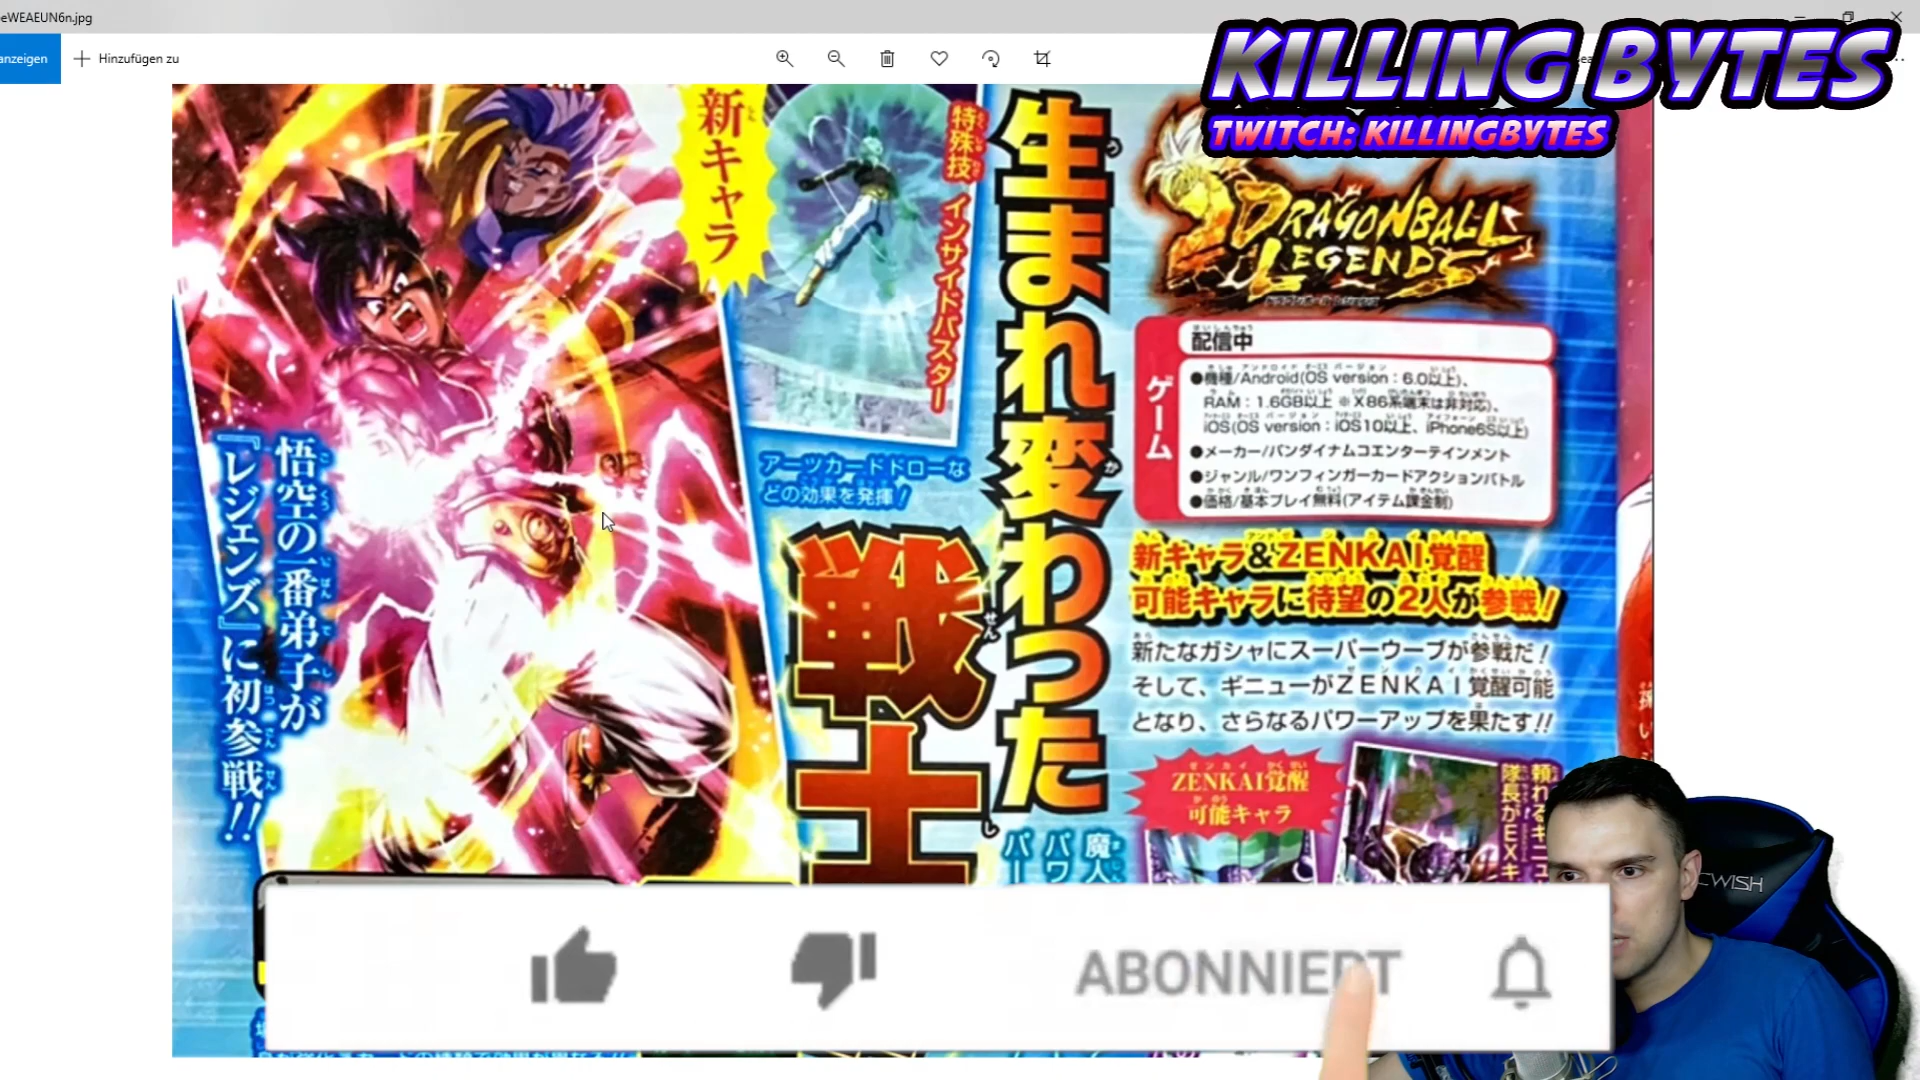 eWEAEUN6n.jpg
anzeigen
Hinzufügen zu
KILLING BYTES
TWITCH: KILLINGBYTES
新キャラ
特殊技 インサイドバスター
生まれ変わった
戦士
DRAGONBALL
LEGENDS
配信中
ゲーム
●機種/Android(OS version：6.0以上)、
RAM：1.6GB以上 ※X86系端末は非対応)、
iOS(OS version：iOS10以上、iPhone6S以上)
●メーカー/バンダイナムコエンターテインメント
●ジャンル/ワンフィンガーカードアクションバトル
●価格/基本プレイ無料(アイテム課金制)
悟空の一番弟子が
『レジェンズ』に初参戦!!
アーツカードドローな
どの効果を発揮！
新キャラ&ZENKAI覚醒
可能キャラに待望の2人が参戦！
新たなガシャにスーパーウーブが参戦だ！
そして、ギニューがZENKAI覚醒可能
となり、さらなるパワーアップを果たす!!
ZENKAI覚醒
可能キャラ
頼れるギニュ
隊長がEXキ
魔人
パワ
パー
ABONNIERT